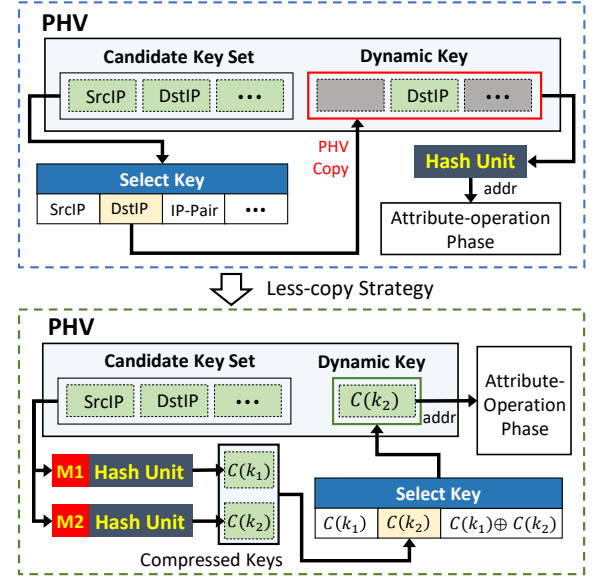 PHV
Candidate Key Set
Dynamic Key
SrcIP
DstIP
•••
DstIP
•••
PHV
Copy
Hash Unit
addr
Attribute-operation
Phase
Select Key
SrcIP
DstIP
IP-Pair
•••
Less-copy Strategy
PHV
Candidate Key Set
Dynamic Key
SrcIP
DstIP
•••
C(k₂)
addr
Attribute-
Operation
Phase
M1 Hash Unit
C(k₁)
M2 Hash Unit
C(k₂)
Compressed Keys
Select Key
C(k₁)
C(k₂)
C(k₁)⊕ C(k₂)